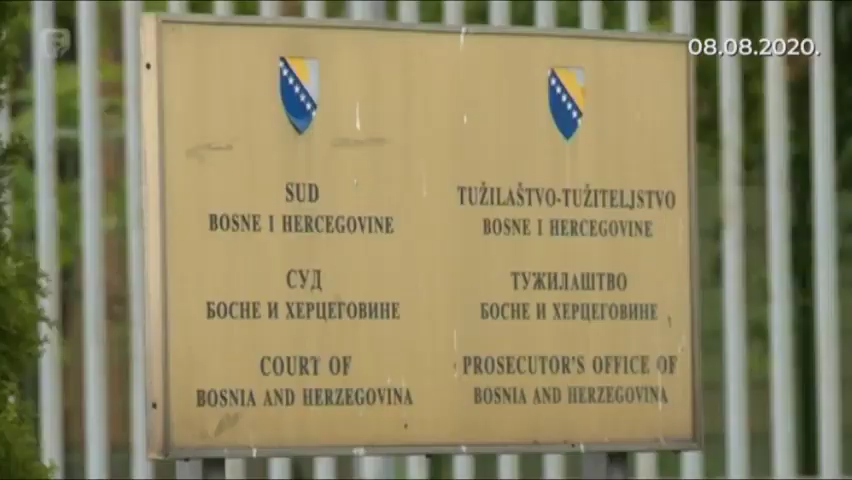 08.08.2020.
SUD
BOSNE I HERCEGOVINE
СУД
БОСНЕ И ХЕРЦЕГОВИНЕ
COURT OF
BOSNIA AND HERZEGOVINA
TUŽILAŠTVO-TUŽITELJSTVO
BOSNE I HERCEGOVINE
ТУЖИЛАШТВО
БОСНЕ И ХЕРЦЕГОВИНЕ
PROSECUTOR'S OFFICE OF
BOSNIA AND HERZEGOVINA